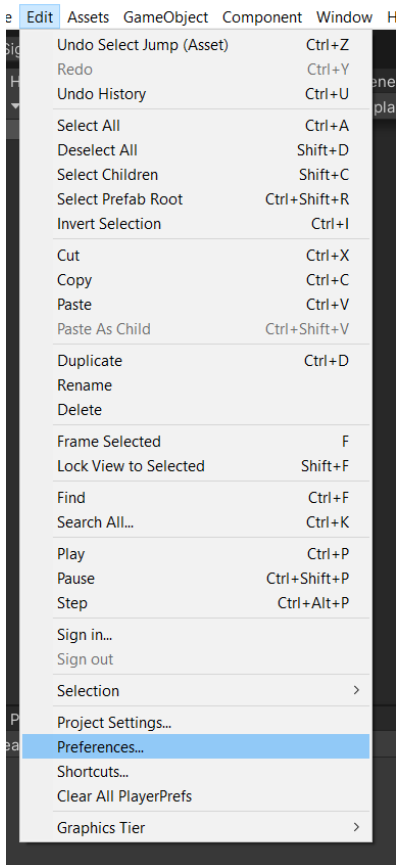 e Edit Assets GameObject Component Window H
Undo Select Jump (Asset) Ctrl+Z
Redo Ctrl+Y
Undo History Ctrl+U
Select All Ctrl+A
Deselect All Shift+D
Select Children Shift+C
Select Prefab Root Ctrl+Shift+R
Invert Selection Ctrl+I
Cut Ctrl+X
Copy Ctrl+C
Paste Ctrl+V
Paste As Child Ctrl+Shift+V
Duplicate Ctrl+D
Rename
Delete
Frame Selected F
Lock View to Selected Shift+F
Find Ctrl+F
Search All... Ctrl+K
Play Ctrl+P
Pause Ctrl+Shift+P
Step Ctrl+Alt+P
Sign in...
Sign out
Selection >
Project Settings...
Preferences...
Shortcuts...
Clear All PlayerPrefs
Graphics Tier >